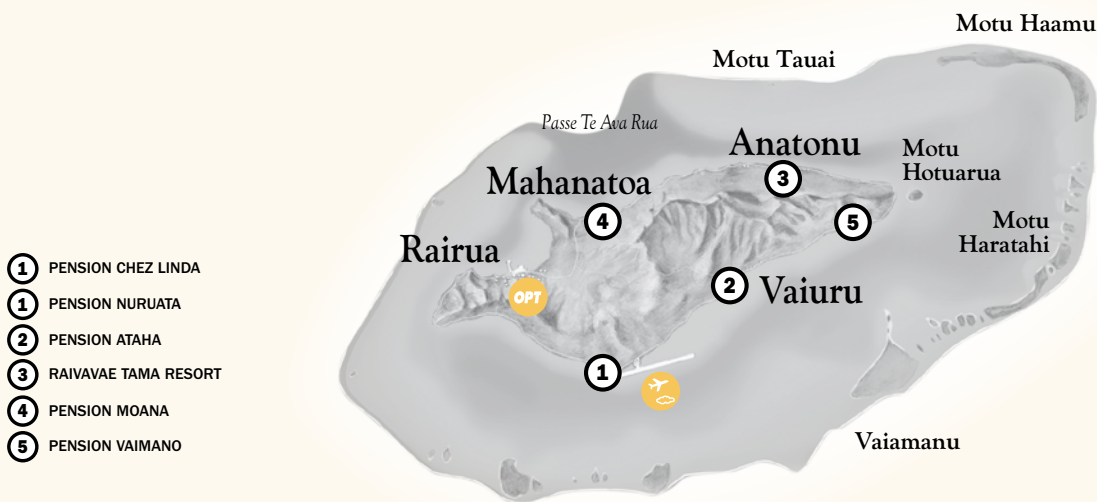 Motu Haamu
Motu Tauai
Passe Te Ava Rua
Anatonu
Motu
Hotuarua
3
Mahanatoa
4
5
Motu
Haratahi
Rairua
OPT
2
Vaiuru
1
Vaiamanu
1 PENSION CHEZ LINDA
1 PENSION NURUATA
2 PENSION ATAHA
3 RAIVAVAE TAMA RESORT
4 PENSION MOANA
5 PENSION VAIMANO